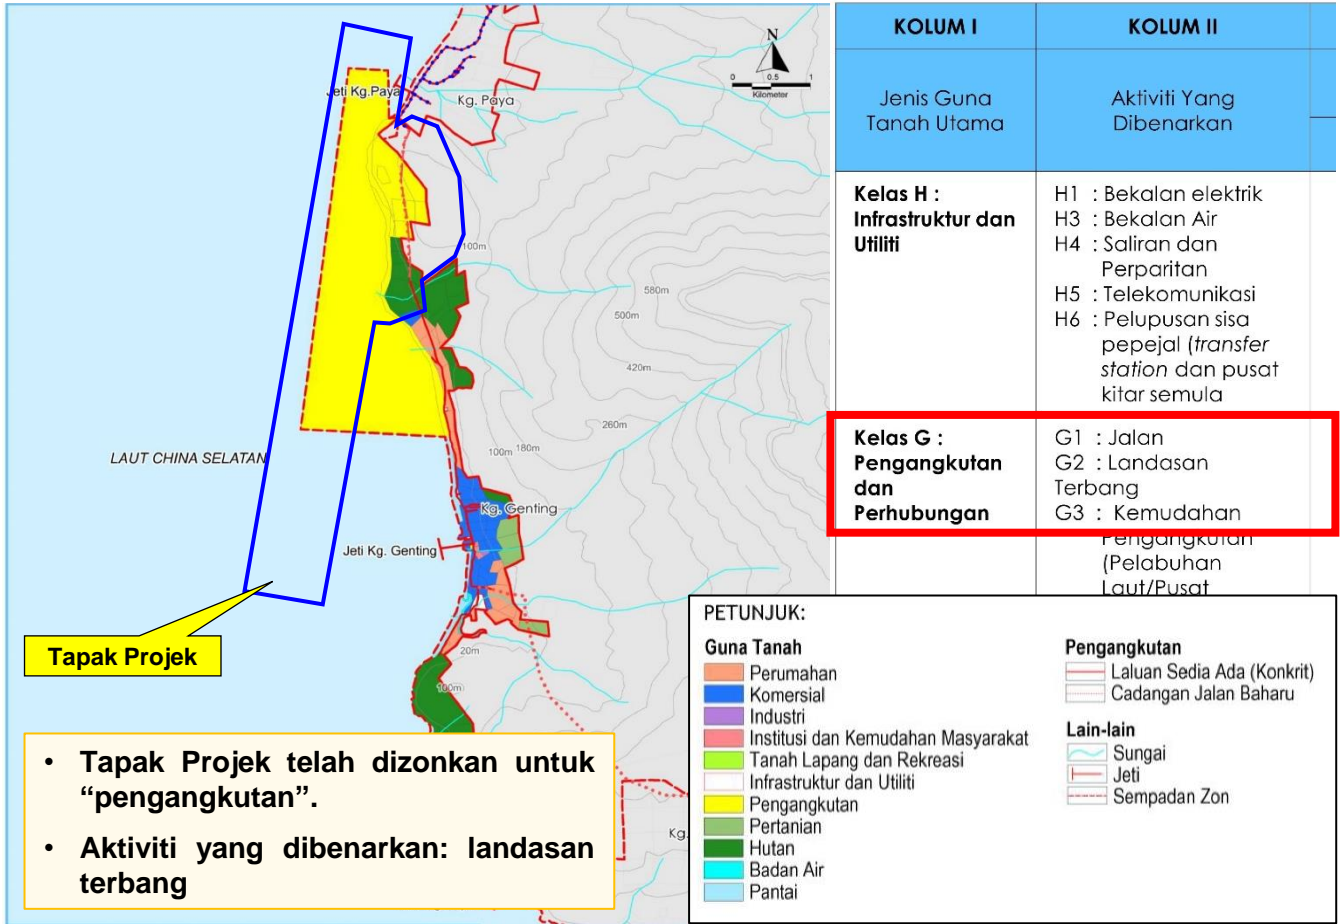 N
0 0.5 1
Kilometer
Jeti Kg.Paya
Kg. Paya
100m
580m
500m
420m
260m
100m 180m
LAUT CHINA SELATAN
Kg. Genting
Jeti Kg. Genting
20m
100m
Kg.
Tapak Projek
• Tapak Projek telah dizonkan untuk
“pengangkutan”.
• Aktiviti yang dibenarkan: landasan
terbang
KOLUM I
KOLUM II
Jenis Guna
Tanah Utama
Aktiviti Yang
Dibenarkan
Kelas H :
Infrastruktur dan
Utiliti
H1 : Bekalan elektrik
H3 : Bekalan Air
H4 : Saliran dan
Perparitan
H5 : Telekomunikasi
H6 : Pelupusan sisa
pepejal (transfer
station dan pusat
kitar semula
Kelas G :
Pengangkutan
dan
Perhubungan
G1 : Jalan
G2 : Landasan
Terbang
G3 : Kemudahan
Pengangkutan
(Pelabuhan
Laut/Pusat
PETUNJUK:
Guna Tanah
Perumahan
Komersial
Industri
Institusi dan Kemudahan Masyarakat
Tanah Lapang dan Rekreasi
Infrastruktur dan Utiliti
Pengangkutan
Pertanian
Hutan
Badan Air
Pantai
Pengangkutan
Laluan Sedia Ada (Konkrit)
Cadangan Jalan Baharu
Lain-lain
Sungai
Jeti
Sempadan Zon